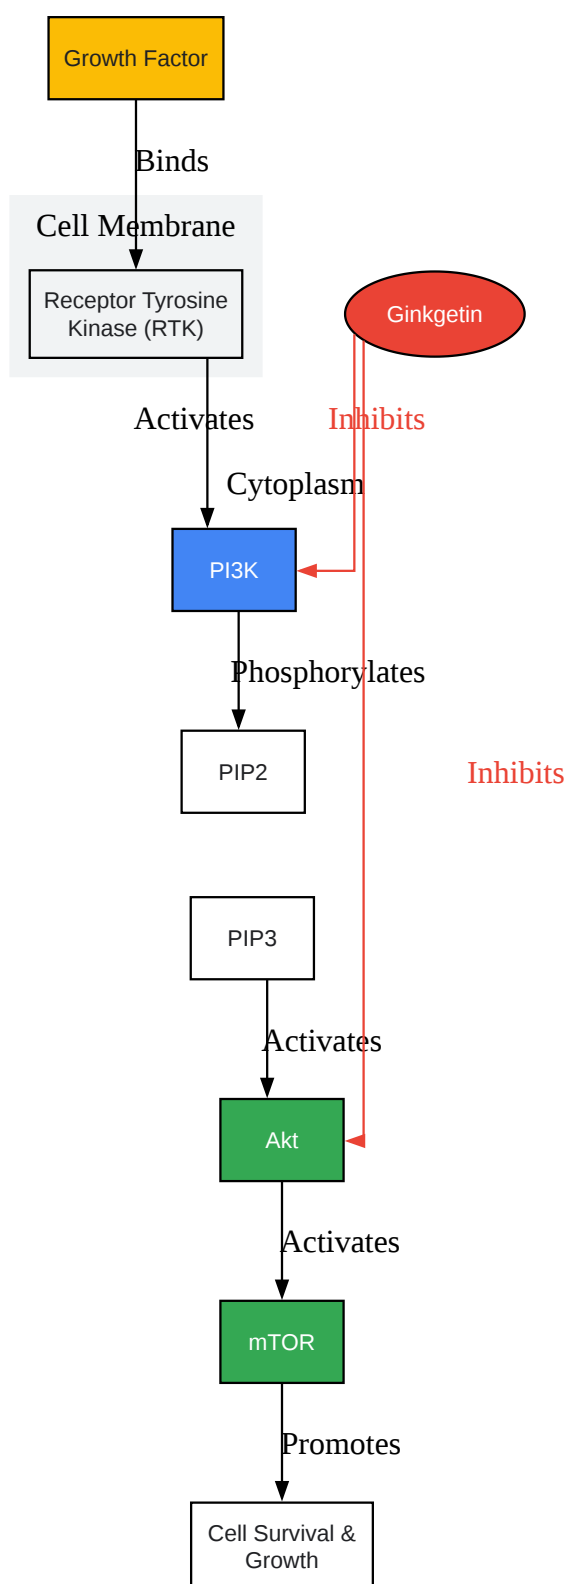 Growth Factor
Binds
Cell Membrane
Receptor Tyrosine
Kinase (RTK)
Ginkgetin
Activates
Inhibits
Cytoplasm
PI3K
Phosphorylates
PIP2
Inhibits
PIP3
Activates
Akt
Activates
mTOR
Promotes
Cell Survival &
Growth